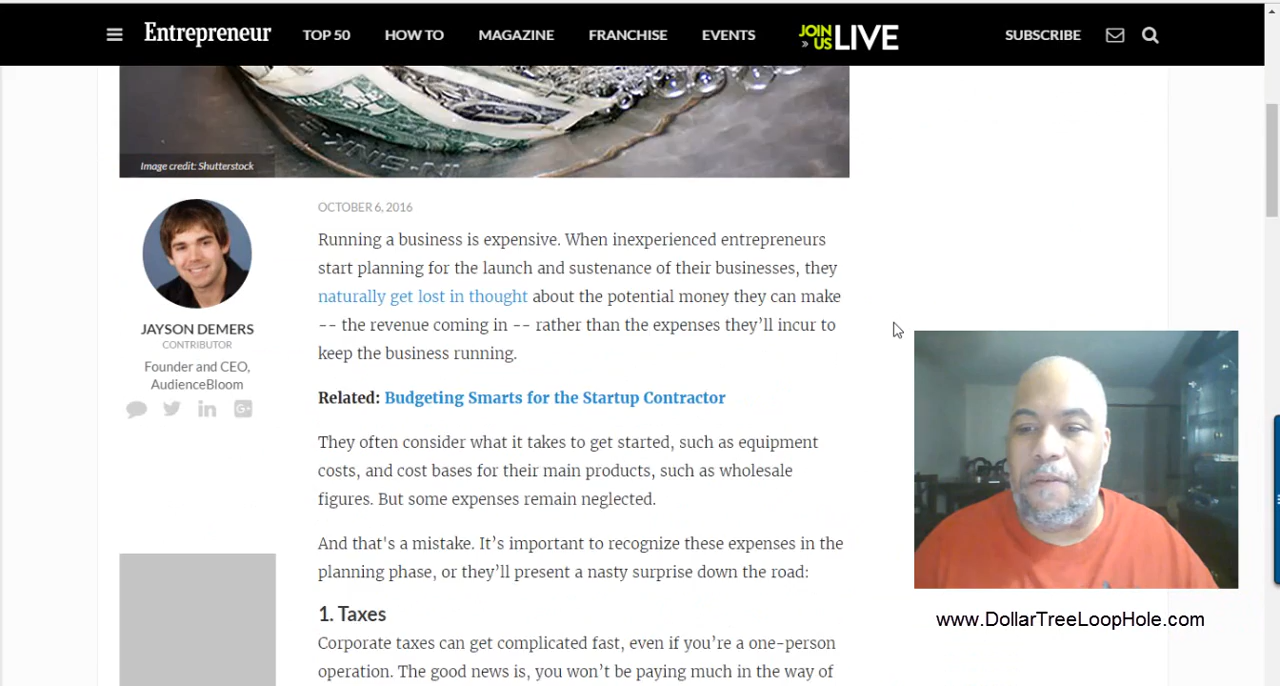 Entrepreneur TOP 50 HOW TO MAGAZINE FRANCHISE EVENTS JOIN US » LIVE SUBSCRIBE
Image credit: Shutterstock
JAYSON DEMERS
CONTRIBUTOR
Founder and CEO,
AudienceBloom
OCTOBER 6, 2016
Running a business is expensive. When inexperienced entrepreneurs
start planning for the launch and sustenance of their businesses, they
naturally get lost in thought about the potential money they can make
-- the revenue coming in -- rather than the expenses they’ll incur to
keep the business running.
Related: Budgeting Smarts for the Startup Contractor
They often consider what it takes to get started, such as equipment
costs, and cost bases for their main products, such as wholesale
figures. But some expenses remain neglected.
And that's a mistake. It’s important to recognize these expenses in the
planning phase, or they’ll present a nasty surprise down the road:
1. Taxes
Corporate taxes can get complicated fast, even if you’re a one-person
operation. The good news is, you won’t be paying much in the way of
www.DollarTreeLoopHole.com